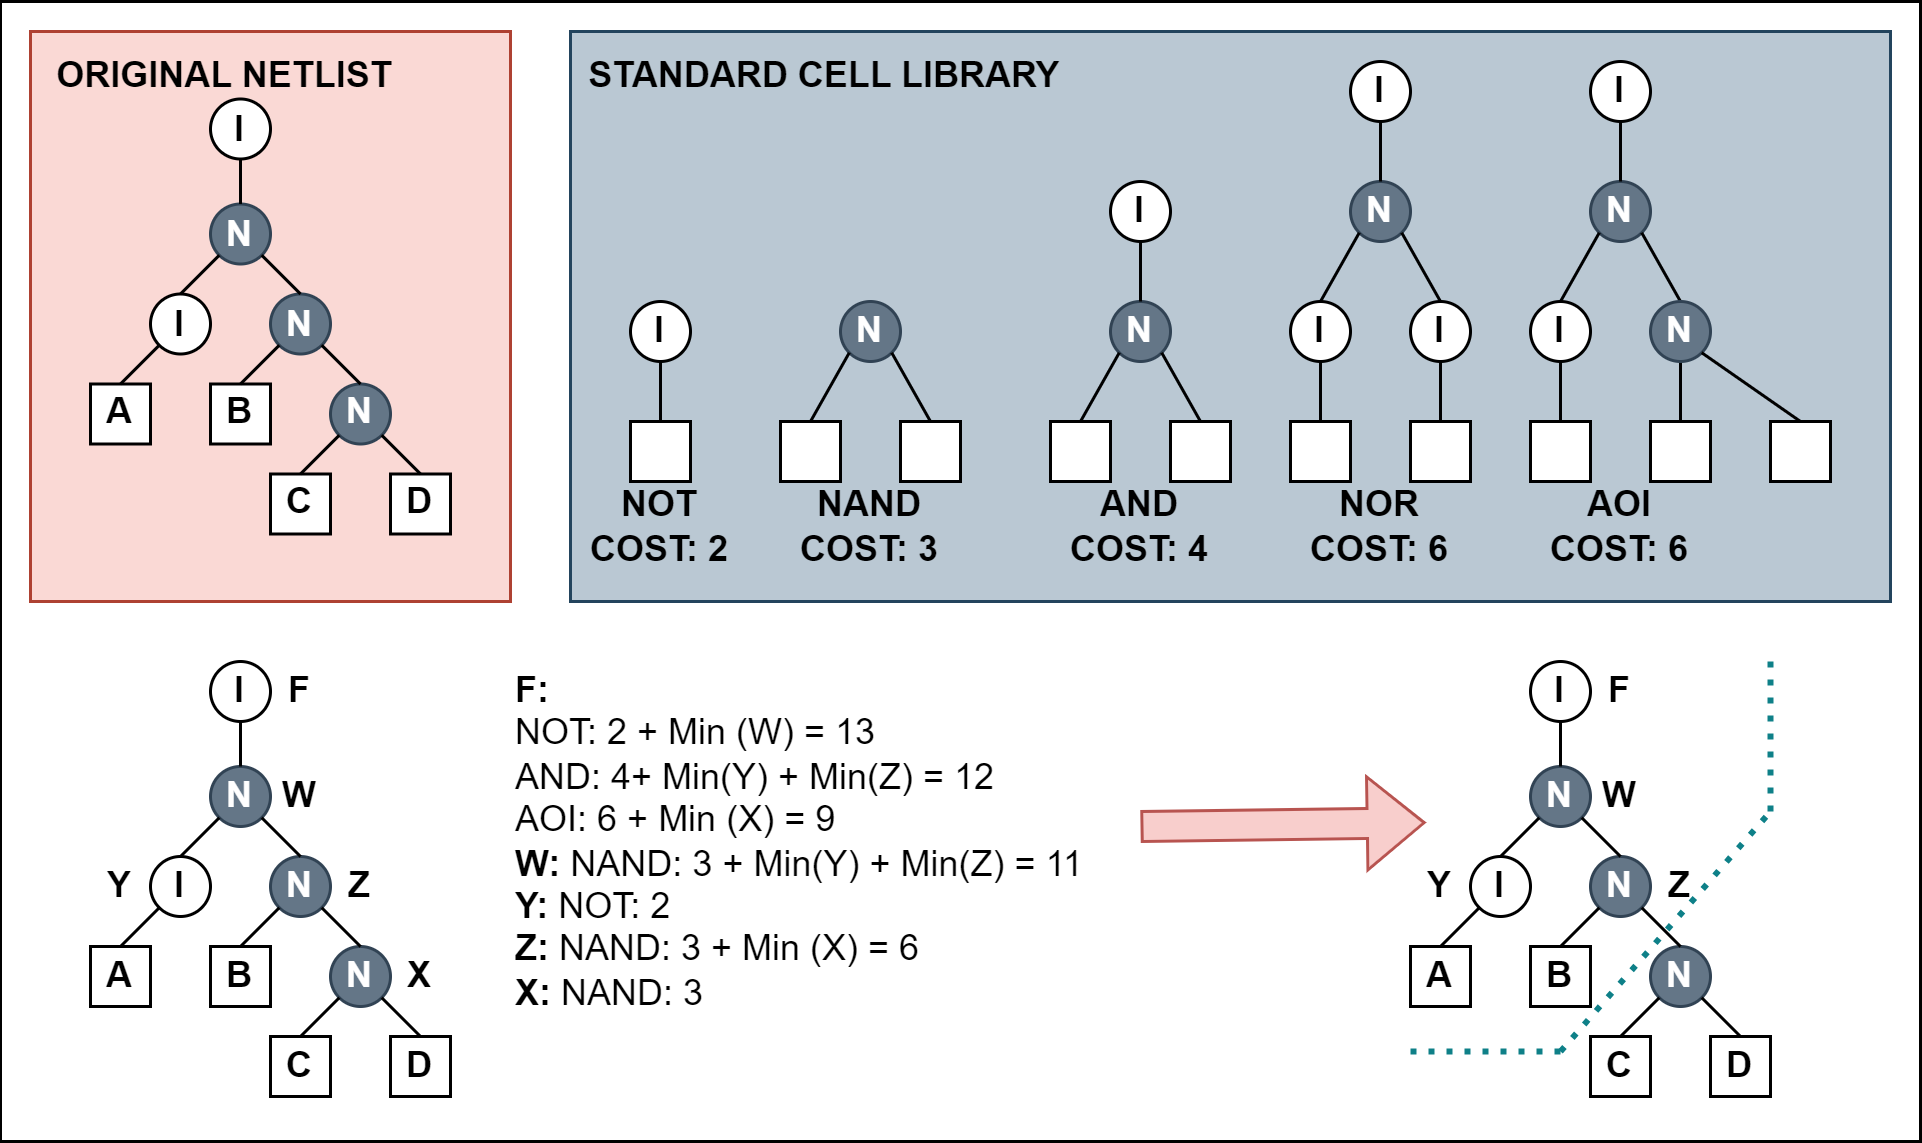 ORIGINAL NETLIST
I
N
I
N
A
B
N
C
D
STANDARD CELL LIBRARY
I
I
I
N
N
I
N
N
I
I
I
N
NOT
NAND
AND
NOR
AOI
COST: 2
COST: 3
COST: 4
COST: 6
COST: 6
I F
N W
Y I
N Z
A
B
N X
C
D
F:
NOT: 2 + Min (W) = 13
AND: 4+ Min(Y) + Min(Z) = 12
AOI: 6 + Min (X) = 9
W: NAND: 3 + Min(Y) + Min(Z) = 11
Y: NOT: 2
Z: NAND: 3 + Min (X) = 6
X: NAND: 3
I F
N W
Y I
N Z
A
B
N
C
D